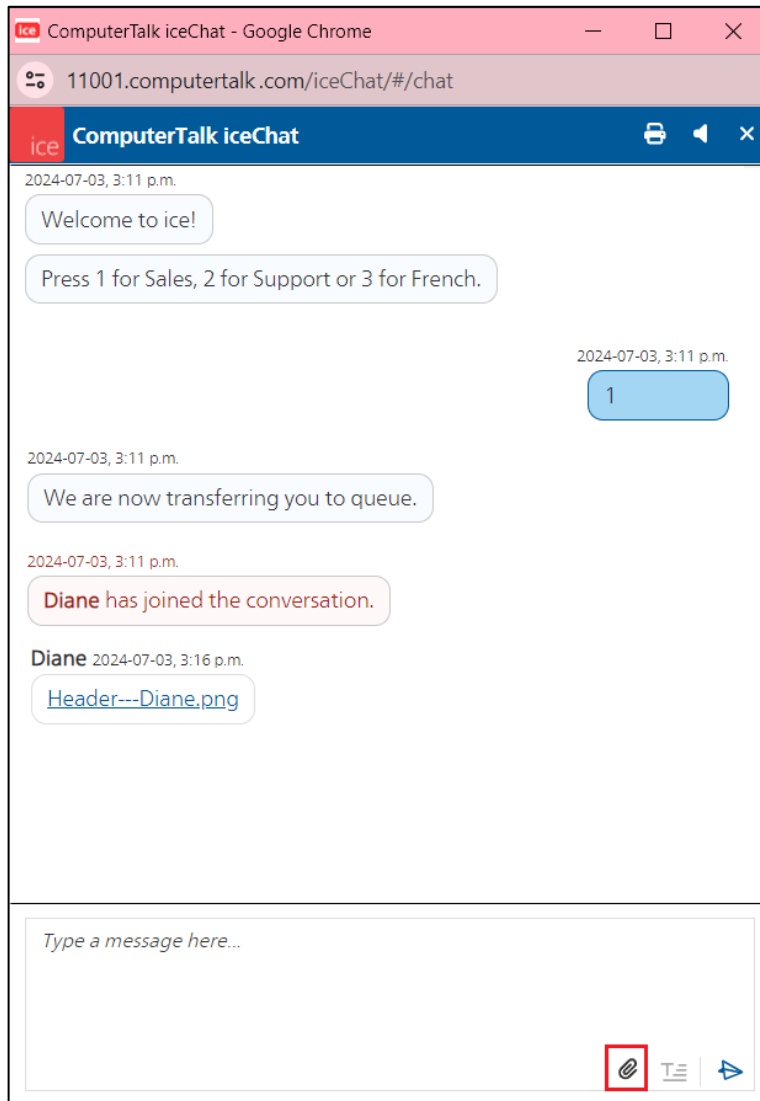 ice ComputerTalk iceChat - Google Chrome
11001.computertalk.com/iceChat/#/chat
ice ComputerTalk iceChat
2024-07-03, 3:11 p.m.
Welcome to ice!
Press 1 for Sales, 2 for Support or 3 for French.
2024-07-03, 3:11 p.m.
1
2024-07-03, 3:11 p.m.
We are now transferring you to queue.
2024-07-03, 3:11 p.m.
Diane has joined the conversation.
Diane 2024-07-03, 3:16 p.m.
Header---Diane.png
Type a message here...